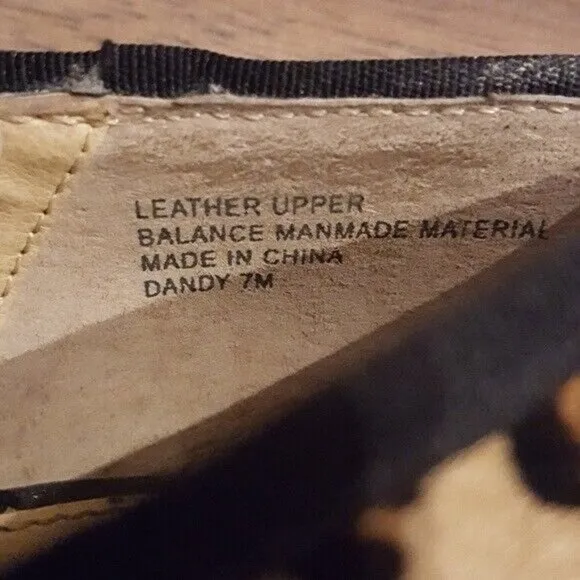 LEATHER UPPER
BALANCE MANMADE MATERIAL
MADE IN CHINA
DANDY 7M